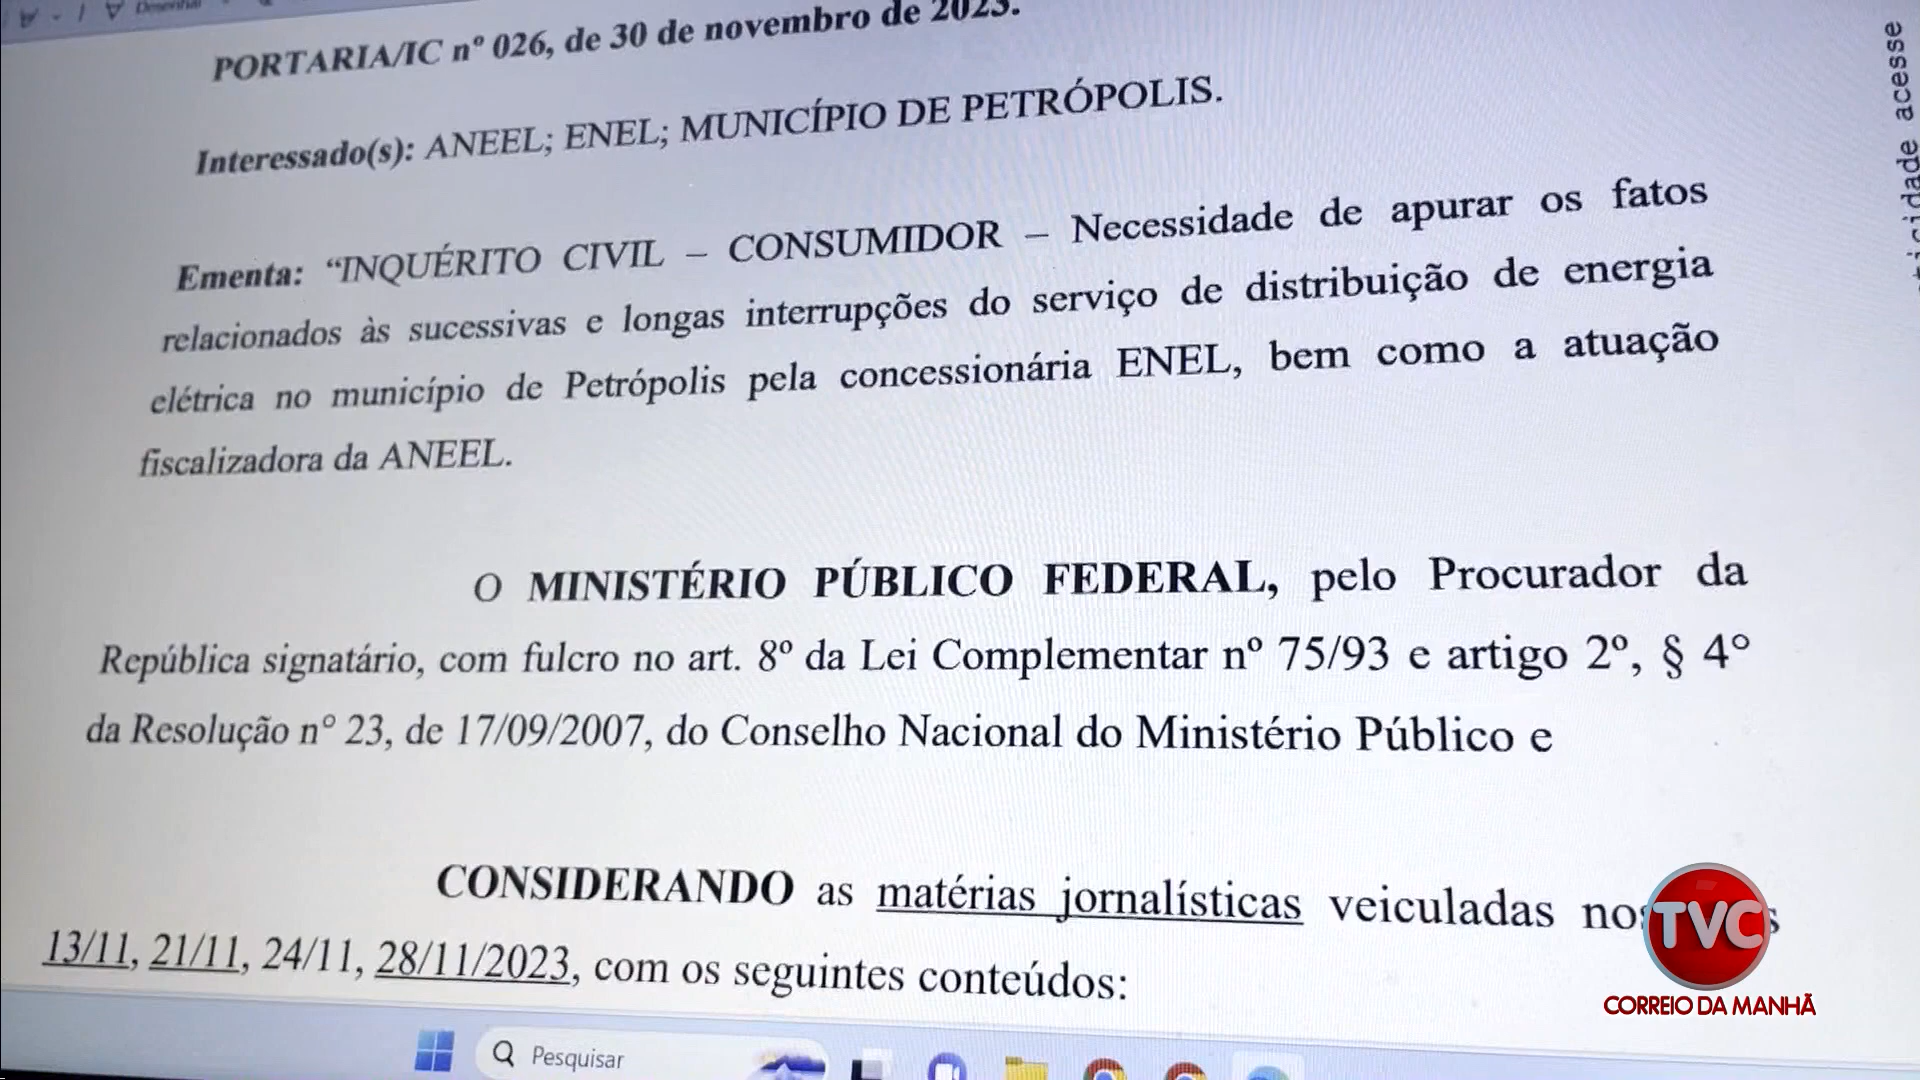 Desenhar
PORTARIA/IC nº 026, de 30 de novembro de 2023.
Interessado(s): ANEEL; ENEL; MUNICÍPIO DE PETRÓPOLIS.
Ementa: “INQUÉRITO CIVIL – CONSUMIDOR – Necessidade de apurar os fatos
relacionados às sucessivas e longas interrupções do serviço de distribuição de energia
elétrica no município de Petrópolis pela concessionária ENEL, bem como a atuação
fiscalizadora da ANEEL.
O MINISTÉRIO PÚBLICO FEDERAL, pelo Procurador da
República signatário, com fulcro no art. 8º da Lei Complementar nº 75/93 e artigo 2º, § 4º
da Resolução nº 23, de 17/09/2007, do Conselho Nacional do Ministério Público e
CONSIDERANDO as matérias jornalísticas veiculadas
13/11, 21/11, 24/11, 28/11/2023, com os seguintes conteúdos:
acesse
TVC
CORREIO DA MANHÃ
Pesquisar